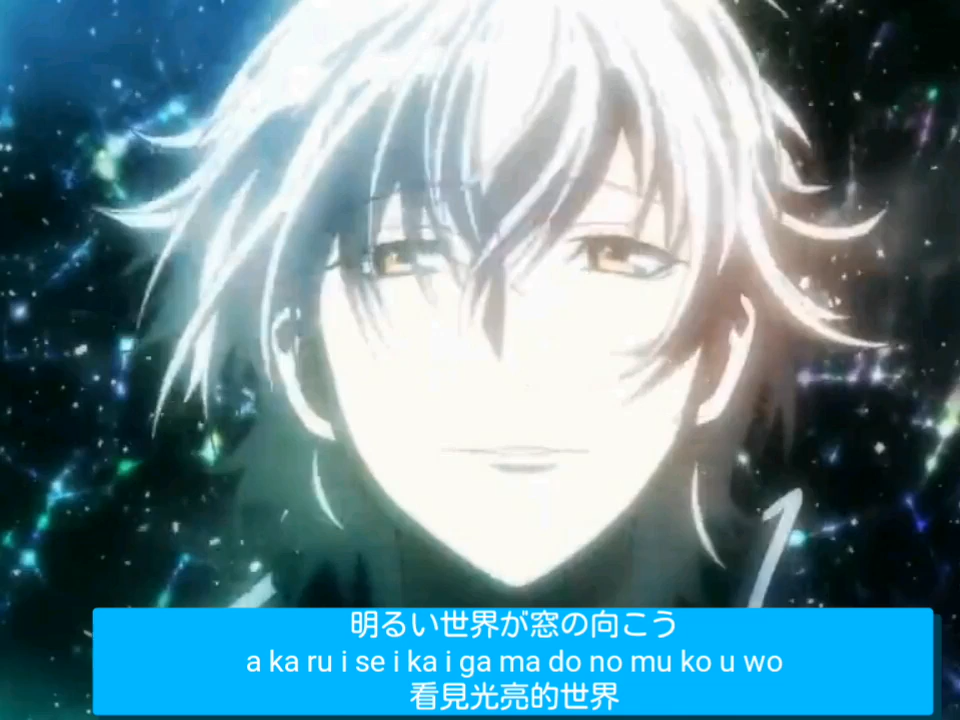 明るい世界が窓の向こう
a ka ru i se i ka i ga ma do no mu ko u wo
看見光亮的世界